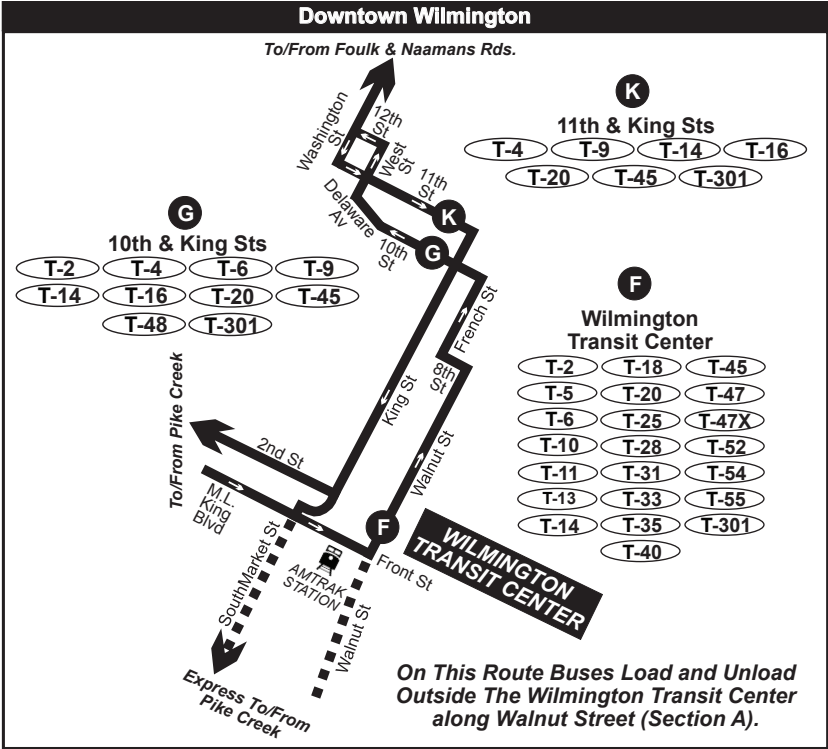 Downtown Wilmington
To/From Foulk & Naamans Rds.
Washington
St
12th
St
West
St
11th
St
K
Delaware
Av
10th
St
G
French St
8th
St
King St
Walnut St
2nd St
To/From Pike Creek
M.L.
King
Blvd
F
Front St
SouthMarket St
AMTRAK
STATION
Walnut St
Express To/From
Pike Creek
WILMINGTON
TRANSIT CENTER
G
10th & King Sts
T-2 T-4 T-6 T-9
T-14 T-16 T-20 T-45
T-48 T-301
K
11th & King Sts
T-4 T-9 T-14 T-16
T-20 T-45 T-301
F
Wilmington
Transit Center
T-2 T-18 T-45
T-5 T-20 T-47
T-6 T-25 T-47X
T-10 T-28 T-52
T-11 T-31 T-54
T-13 T-33 T-55
T-14 T-35 T-301
T-40
On This Route Buses Load and Unload
Outside The Wilmington Transit Center
along Walnut Street (Section A).